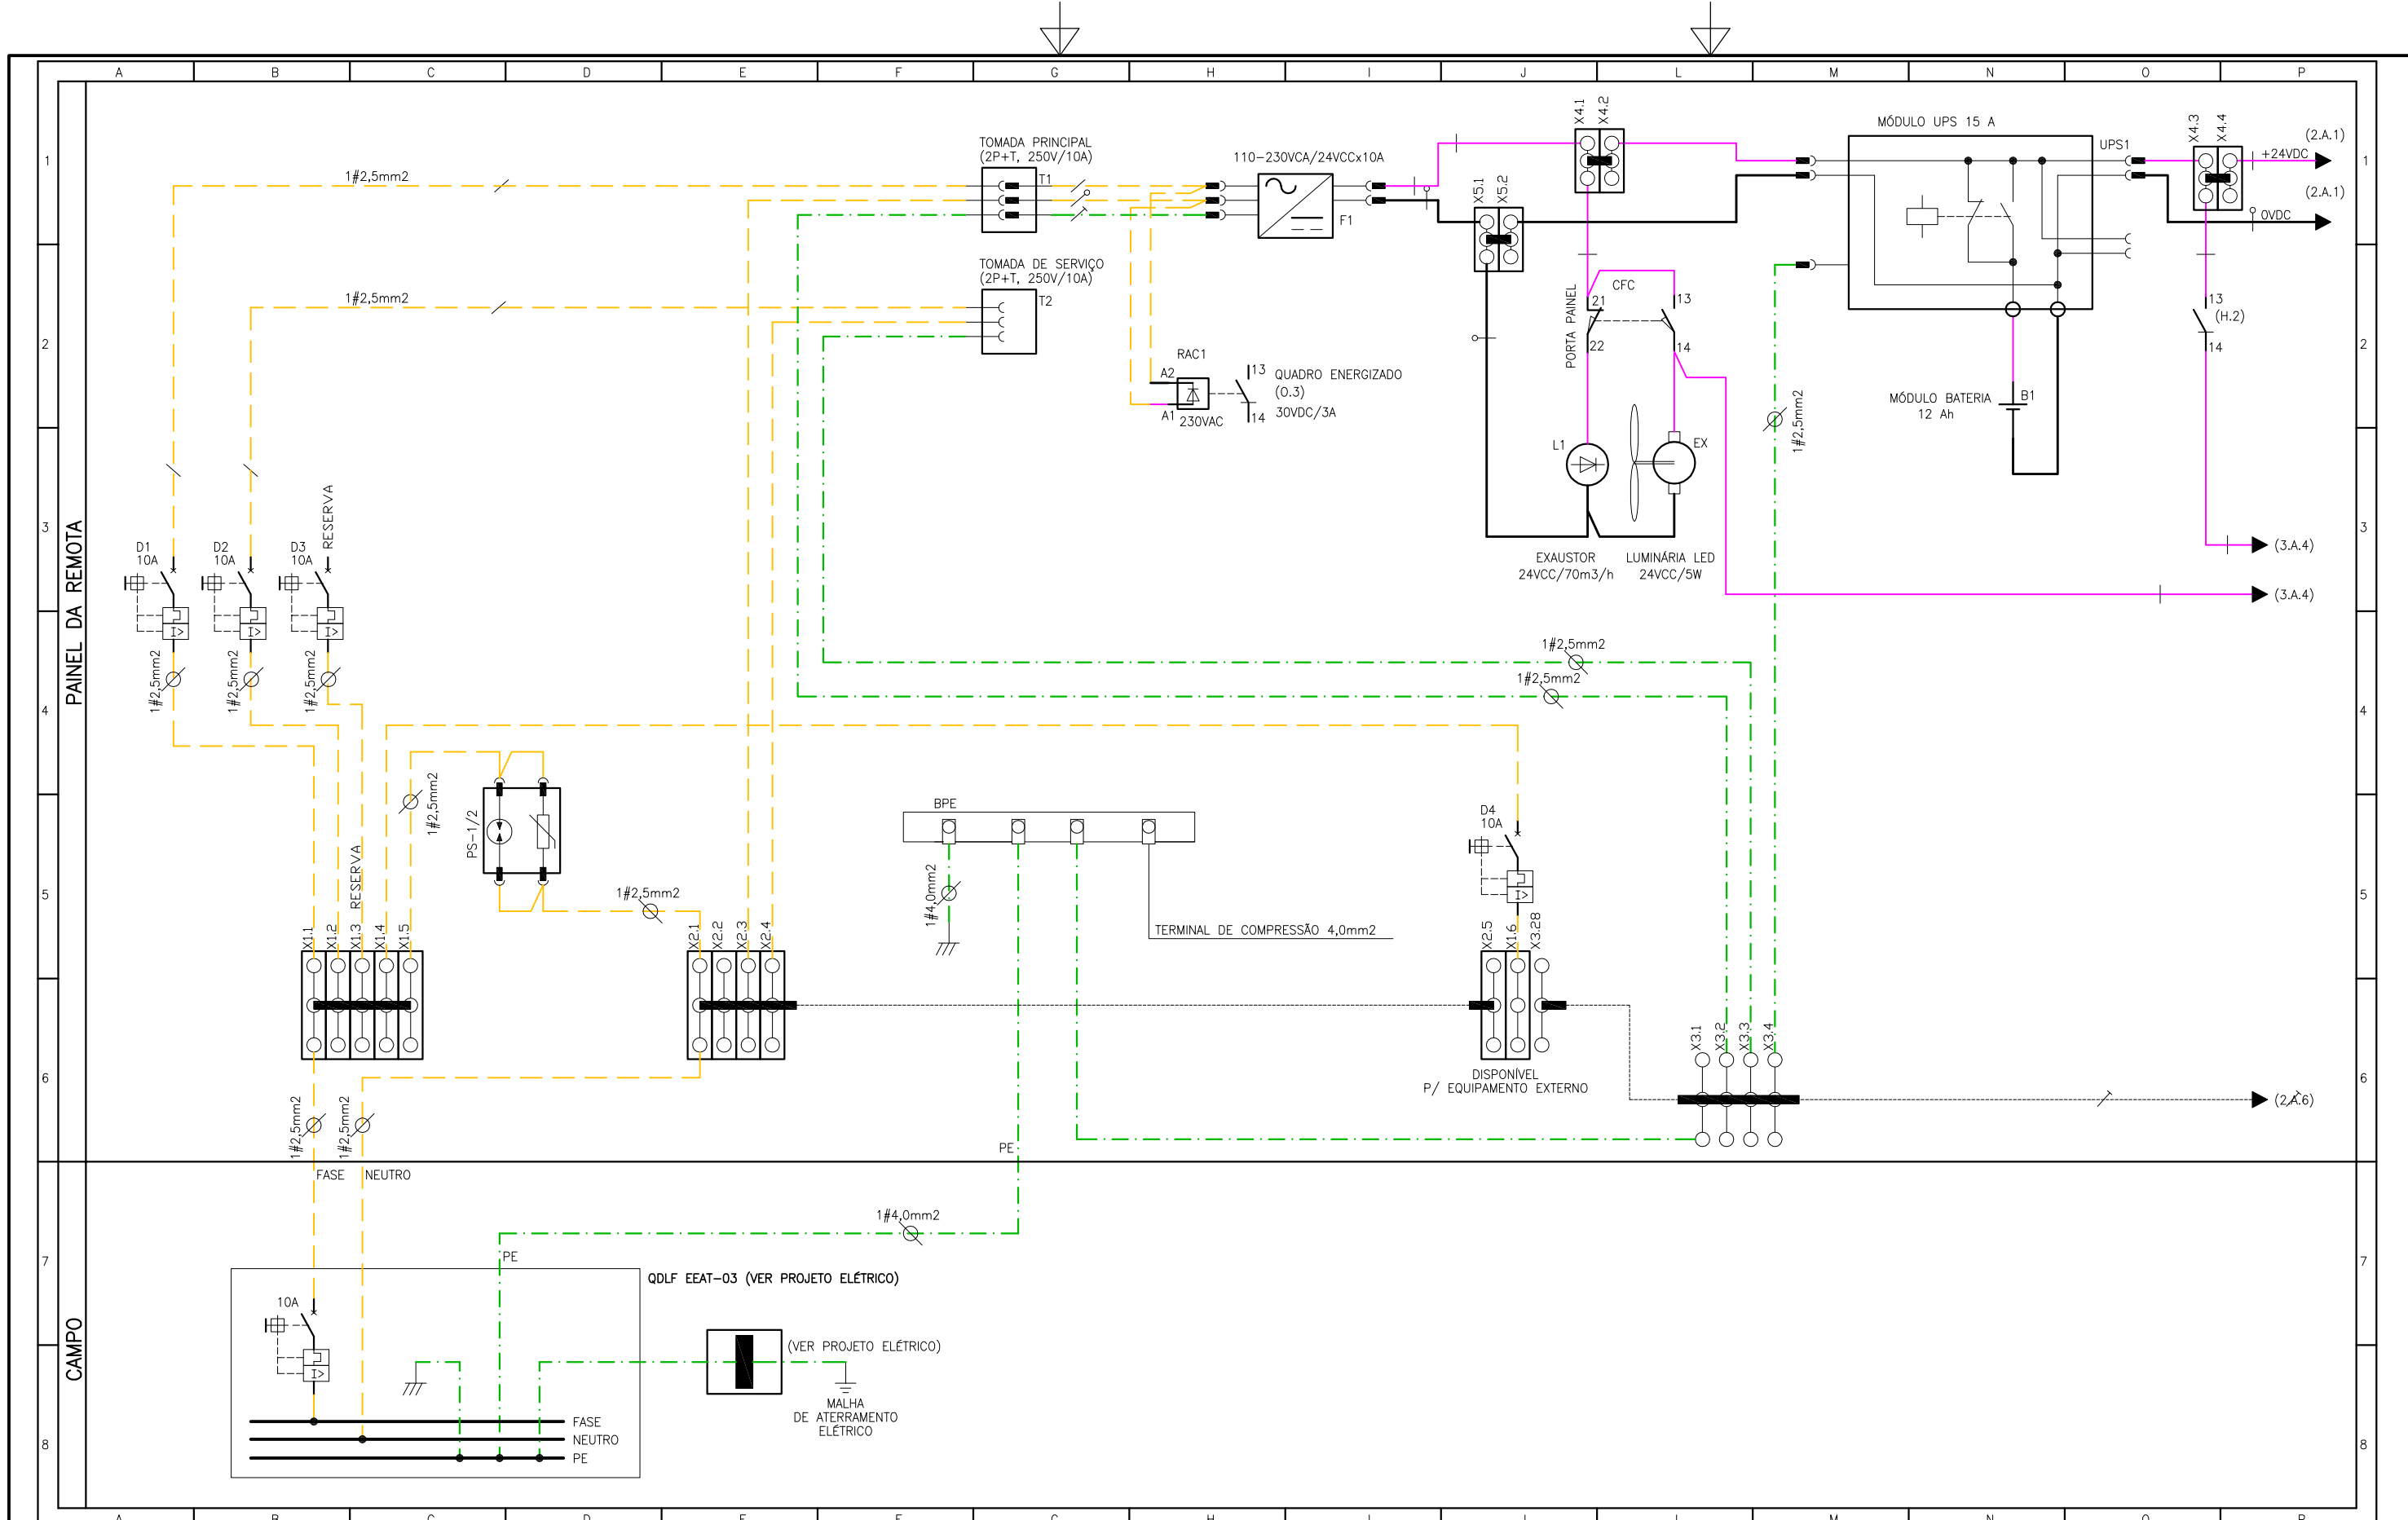 A B C D E F G H I J L M N O P
1
1#2,5mm2
TOMADA PRINCIPAL
(2P+T, 250V/10A)
T1
110-230VCA/24VCCx10A
F1
X4.1
X4.2
X5.1
X5.2
MÓDULO UPS 15 A
UPS1
X4.3
X4.4
(2.A.1)
+24VDC
(2.A.1)
0VDC
1
1#2,5mm2
TOMADA DE SERVIÇO
(2P+T, 250V/10A)
T2
2
RAC1
A2
A1
230VAC
13
14
QUADRO ENERGIZADO
(O.3)
30VDC/3A
PORTA PAINEL
21
22
CFC
13
14
1#2,5mm2
MÓDULO BATERIA
12 Ah
B1
13
(H.2)
14
2
3
PAINEL DA REMOTA
D1
10A
D2
10A
D3
10A
RESERVA
I>
I>
I>
L1
EX
EXAUSTOR
24VCC/70m3/h
LUMINÁRIA LED
24VCC/5W
(3.A.4)
(3.A.4)
3
4
1#2,5mm2
1#2,5mm2
1#2,5mm2
1#2,5mm2
1#2,5mm2
4
1#2,5mm2
PS-1/2
BPE
D4
10A
I>
5
RESERVA
1#2,5mm2
1#4,0mm2
TERMINAL DE COMPRESSÃO 4,0mm2
5
X1.1
X1.2
X1.3
X1.4
X1.5
X2.1
X2.2
X2.3
X2.4
X2.5
X1.6
X3.28
X3.1
X3.2
X3.3
X3.4
6
DISPONÍVEL
P/ EQUIPAMENTO EXTERNO
(2.A.6)
6
1#2,5mm2
1#2,5mm2
PE
FASE
NEUTRO
1#4,0mm2
7
PE
QDLF EEAT-03 (VER PROJETO ELÉTRICO)
7
CAMPO
10A
I>
(VER PROJETO ELÉTRICO)
MALHA
DE ATERRAMENTO
ELÉTRICO
8
FASE
NEUTRO
PE
8
A B C D E F G H I J L M N O P